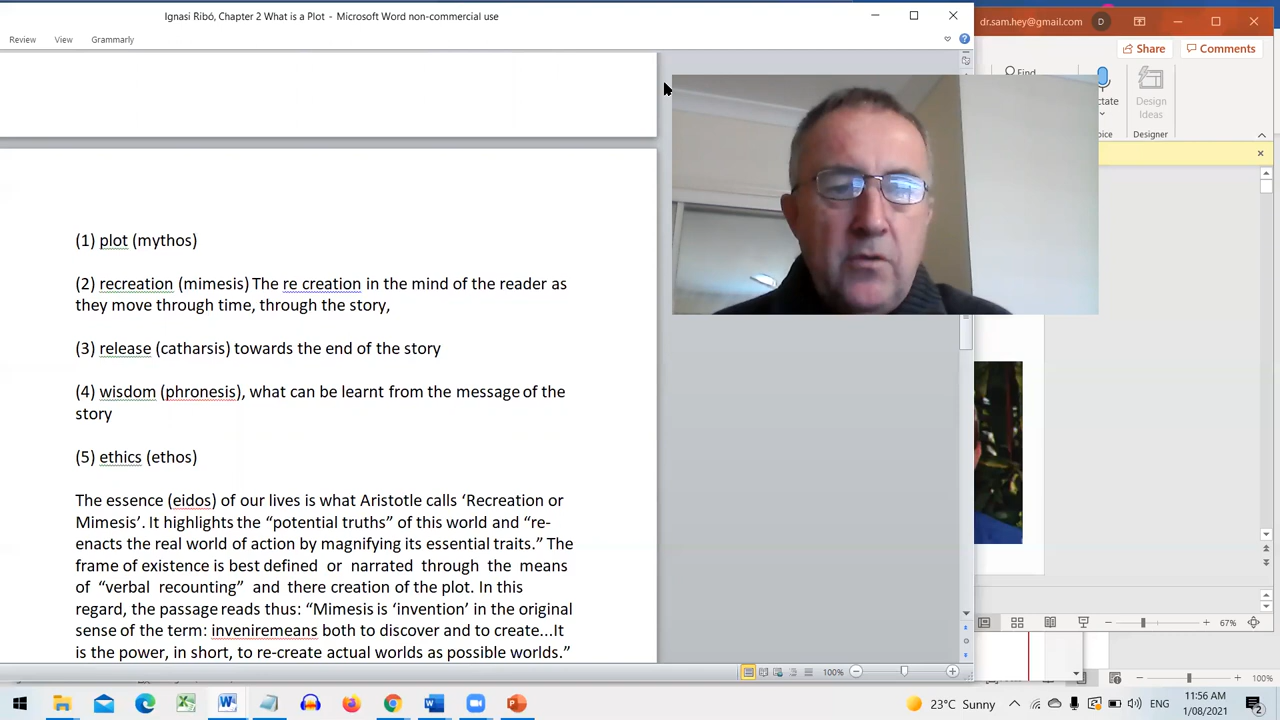 Ignasi Ribó, Chapter 2 What is a Plot - Microsoft Word non-commercial use
dr.sam.hey@gmail.com
D
Review View Grammarly
Share Comments
Find
ctate
Design
Ideas
oice
Designer
(1) plot (mythos)
(2) recreation (mimesis) The re creation in the mind of the reader as
they move through time, through the story,
(3) release (catharsis) towards the end of the story
(4) wisdom (phronesis), what can be learnt from the message of the
story
(5) ethics (ethos)
The essence (eidos) of our lives is what Aristotle calls ‘Recreation or
Mimesis’. It highlights the “potential truths” of this world and “re-
enacts the real world of action by magnifying its essential traits.” The
frame of existence is best defined or narrated through the means
of “verbal recounting” and there creation of the plot. In this
regard, the passage reads thus: “Mimesis is ‘invention’ in the original
sense of the term: inveniremeans both to discover and to create...It
is the power, in short, to re-create actual worlds as possible worlds.”
67%
100%
100%
23°C Sunny
ENG
11:56 AM
1/08/2021
2